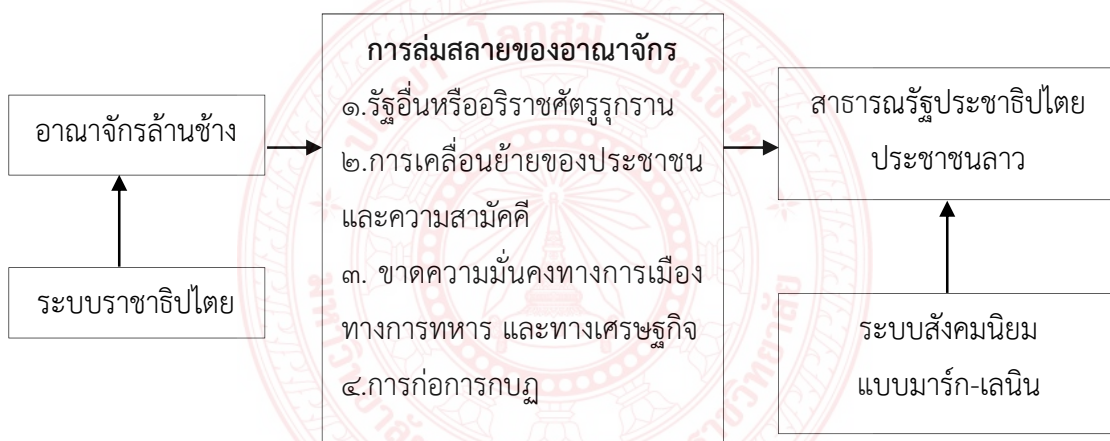 การล่มสลายของอาณาจักร
๑.รัฐอื่นหรืออริราชศัตรูรุกราน
๒.การเคลื่อนย้ายของประชาชน
และความสามัคคี
๓. ขาดความมั่นคงทางการเมือง
ทางการทหาร และทางเศรษฐกิจ
๔.การก่อการกบฏ
อาณาจักรล้านช้าง
ระบบราชาธิปไตย
สาธารณรัฐประชาธิปไตย
ประชาชนลาว
ระบบสังคมนิยม
แบบมาร์ก-เลนิน